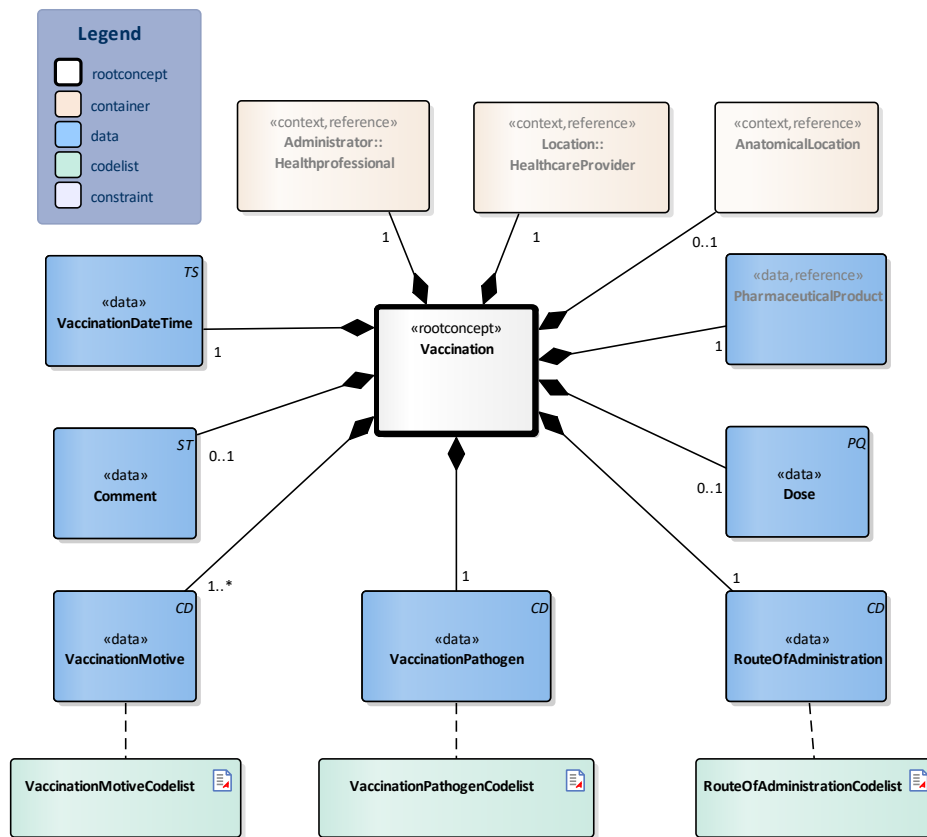 Legend
rootconcept
container
data
codelist
constraint
«context,reference»
Administrator::
Healthprofessional
«context,reference»
Location::
HealthcareProvider
«context,reference»
AnatomicalLocation
1
1
0..1
TS
«data»
VaccinationDateTime
1
«rootconcept»
Vaccination
«data,reference»
PharmaceuticalProduct
1
ST
«data»
Comment
0..1
PQ
«data»
Dose
0..1
1..*
1
1
CD
«data»
VaccinationMotive
CD
«data»
VaccinationPathogen
CD
«data»
RouteOfAdministration
VaccinationMotiveCodelist
VaccinationPathogenCodelist
RouteOfAdministrationCodelist